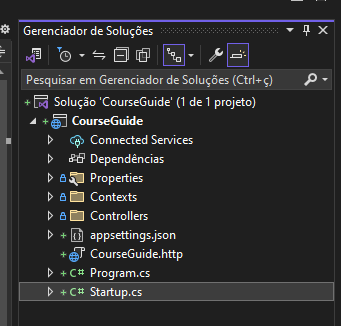 Gerenciador de Soluções
Pesquisar em Gerenciador de Soluções (Ctrl+ç)
Solução 'CourseGuide' (1 de 1 projeto)
CourseGuide
Connected Services
Dependências
Properties
Contexts
Controllers
appsettings.json
CourseGuide.http
C# Program.cs
C# Startup.cs